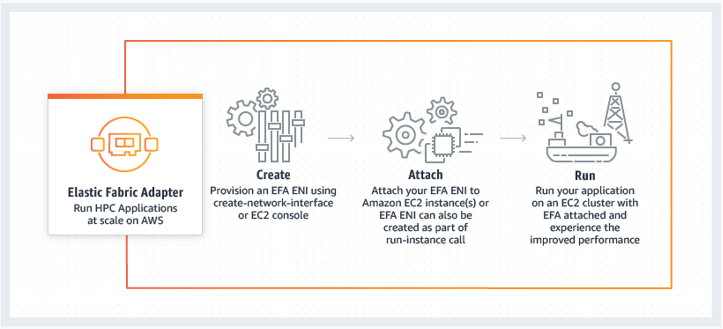 Elastic Fabric Adapter
Run HPC Applications
at scale on AWS
Create
Provision an EFA ENI using
create-network-interface
or EC2 console
Attach
Attach your EFA ENI to
Amazon EC2 instance(s) or
EFA ENI can also be
created as part of
run-instance call
Run
Run your application
on an EC2 cluster with
EFA attached and
experience the
improved performance